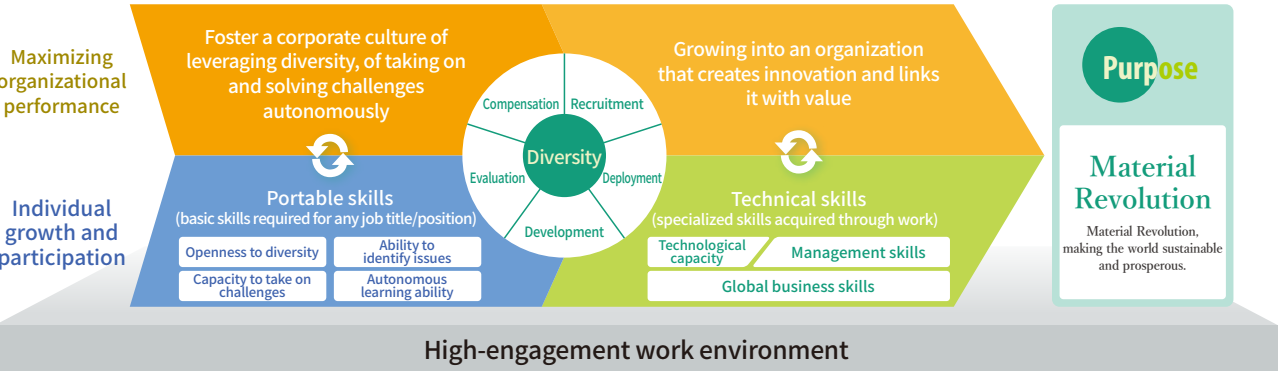 Maximizing
organizational
performance
Foster a corporate culture of
leveraging diversity, of taking on
and solving challenges
autonomously
Growing into an organization
that creates innovation and links
it with value
Compensation
Recruitment
Evaluation
Diversity
Deployment
Development
Individual
growth and
participation
Portable skills
(basic skills required for any job title/position)
Openness to diversity
Ability to
identify issues
Capacity to take on
challenges
Autonomous
learning ability
Technical skills
(specialized skills acquired through work)
Technological
capacity
Management skills
Global business skills
Purpose
Material
Revolution
Material Revolution,
making the world sustainable
and prosperous.
High-engagement work environment